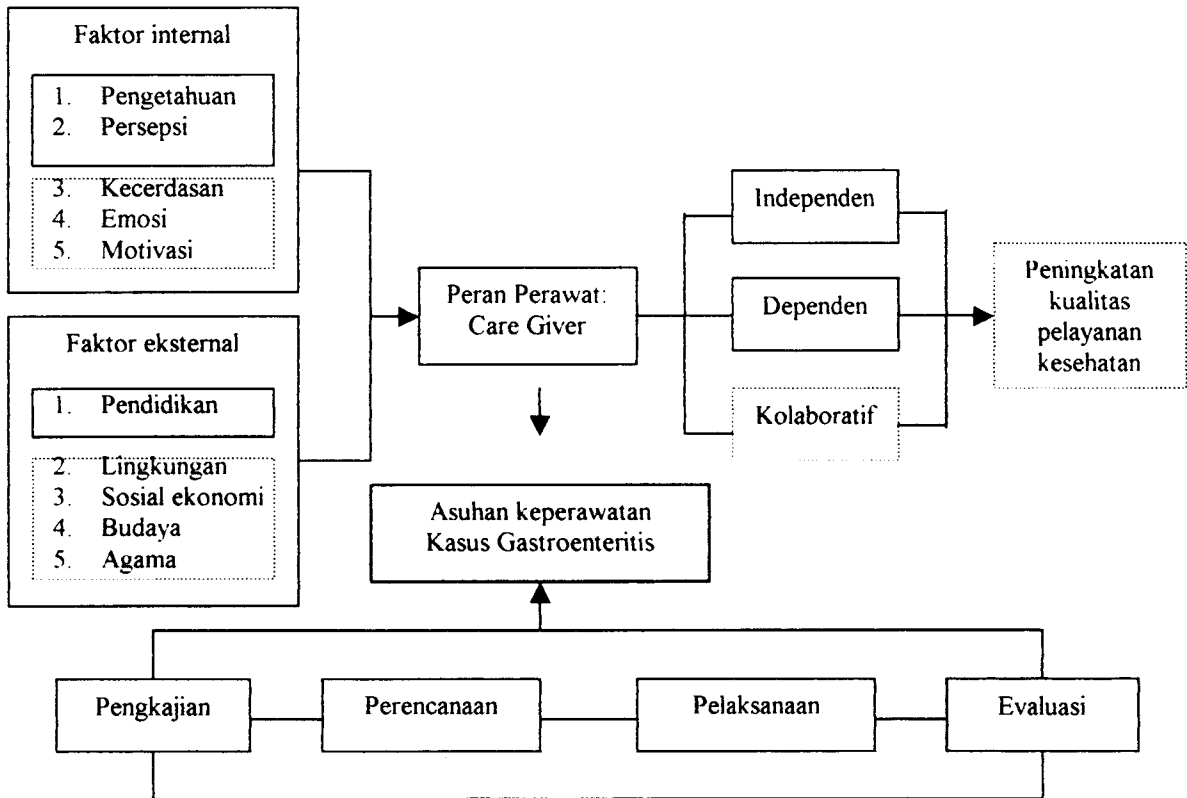 Faktor internal
1. Pengetahuan
2. Persepsi
3. Kecerdasan
4. Emosi
5. Motivasi
Faktor eksternal
1. Pendidikan
2. Lingkungan
3. Sosial ekonomi
4. Budaya
5. Agama
Peran Perawat:
Care Giver
Independen
Dependen
Kolaboratif
Peningkatan
kualitas
pelayanan
kesehatan
Asuhan keperawatan
Kasus Gastroenteritis
Pengkajian
Perencanaan
Pelaksanaan
Evaluasi